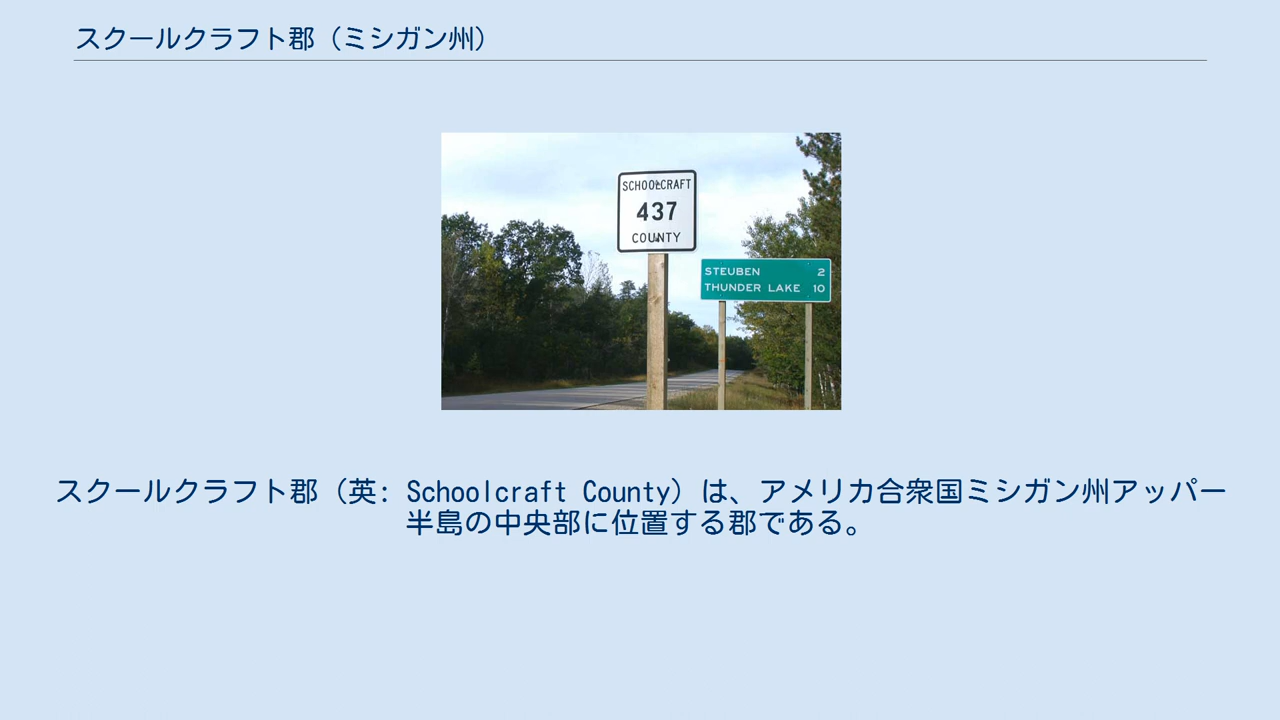 スクールクラフト郡（ミシガン州）
SCHOOLCRAFT
437
COUNTY
STEUBEN 2
THUNDER LAKE 10
スクールクラフト郡（英: Schoolcraft County）は、アメリカ合衆国ミシガン州アッパー
半島の中央部に位置する郡である。